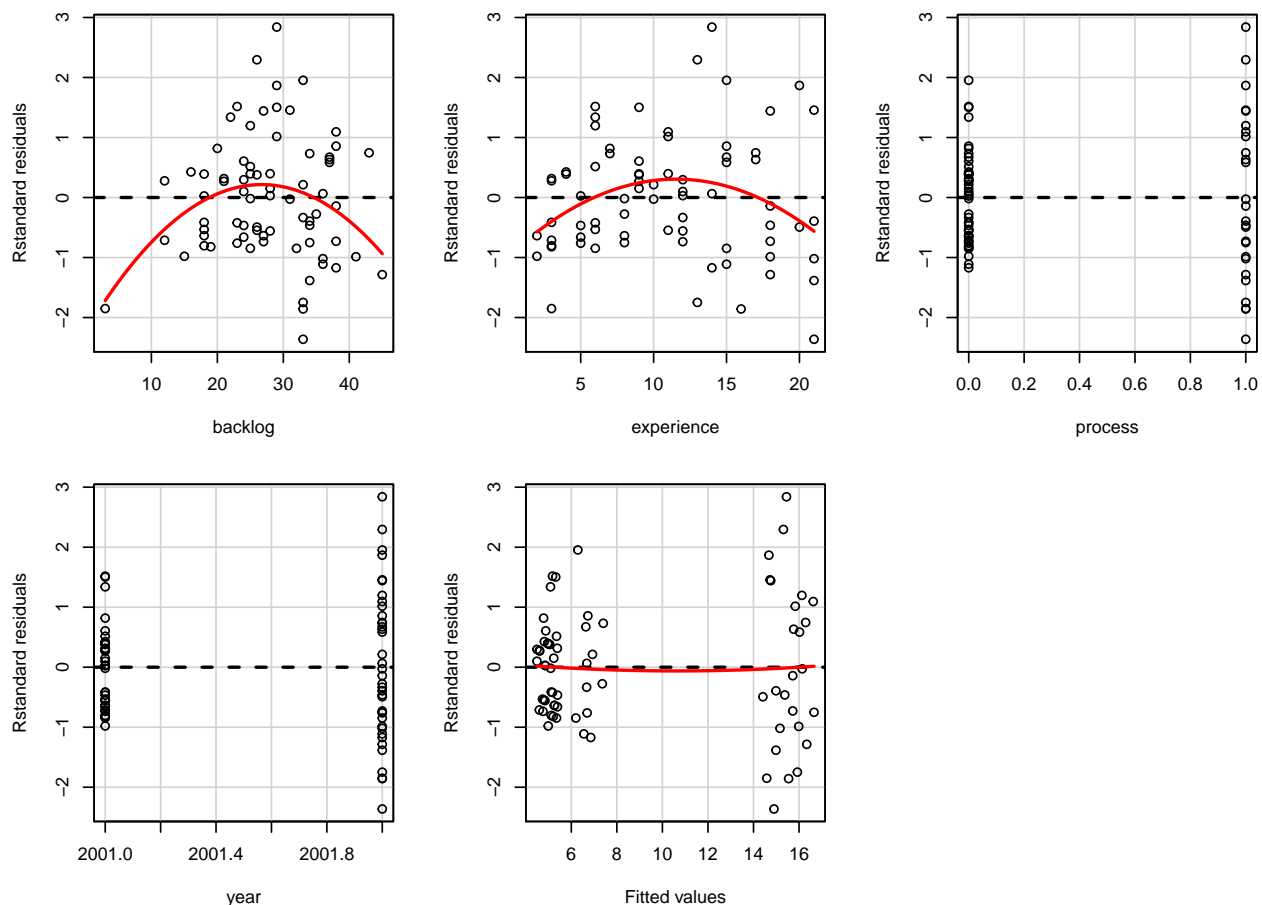 Rstandard residuals
−2 −1 0 1 2 3
10 20 30 40
backlog
Rstandard residuals
−2 −1 0 1 2 3
5 10 15 20
experience
Rstandard residuals
−2 −1 0 1 2 3
0.0 0.2 0.4 0.6 0.8 1.0
process
Rstandard residuals
−2 −1 0 1 2 3
2001.0 2001.4 2001.8
year
Rstandard residuals
−2 −1 0 1 2 3
6 8 10 12 14 16
Fitted values